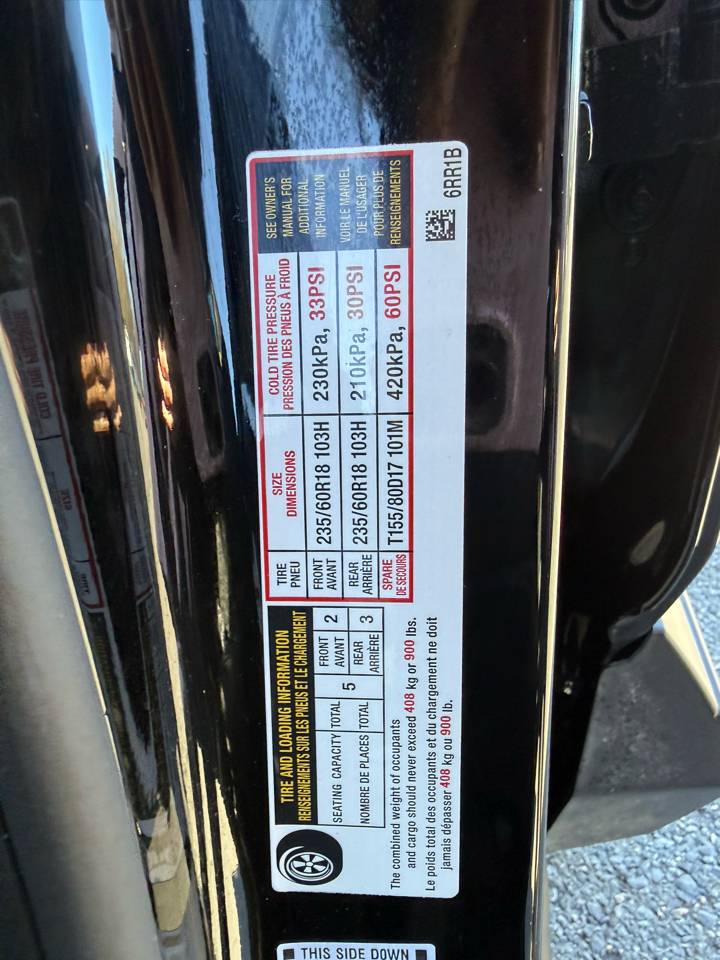 TIRE AND LOADING INFORMATION
RENSEIGNEMENTS SUR LES PNEUS ET LE CHARGEMENT
SEATING CAPACITY TOTAL 5 FRONT AVANT 2
NOMBRE DE PLACES TOTAL REAR ARRIÈRE 3
The combined weight of occupants
and cargo should never exceed 408 kg or 900 lbs.
Le poids total des occupants et du chargement ne doit
jamais dépasser 408 kg ou 900 lb.
TIRE PNEU SIZE DIMENSIONS COLD TIRE PRESSURE PRESSION DES PNEUS À FROID
FRONT AVANT 235/60R18 103H 230kPa, 33PSI
REAR ARRIÈRE 235/60R18 103H 210kPa, 30PSI
SPARE DE SECOURS T155/80D17 101M 420kPa, 60PSI
SEE OWNER'S
MANUAL FOR
ADDITIONAL
INFORMATION
VOIR LE MANUEL
DE L'USAGER
POUR PLUS DE
RENSEIGNEMENTS
6RR1B
THIS SIDE DOWN